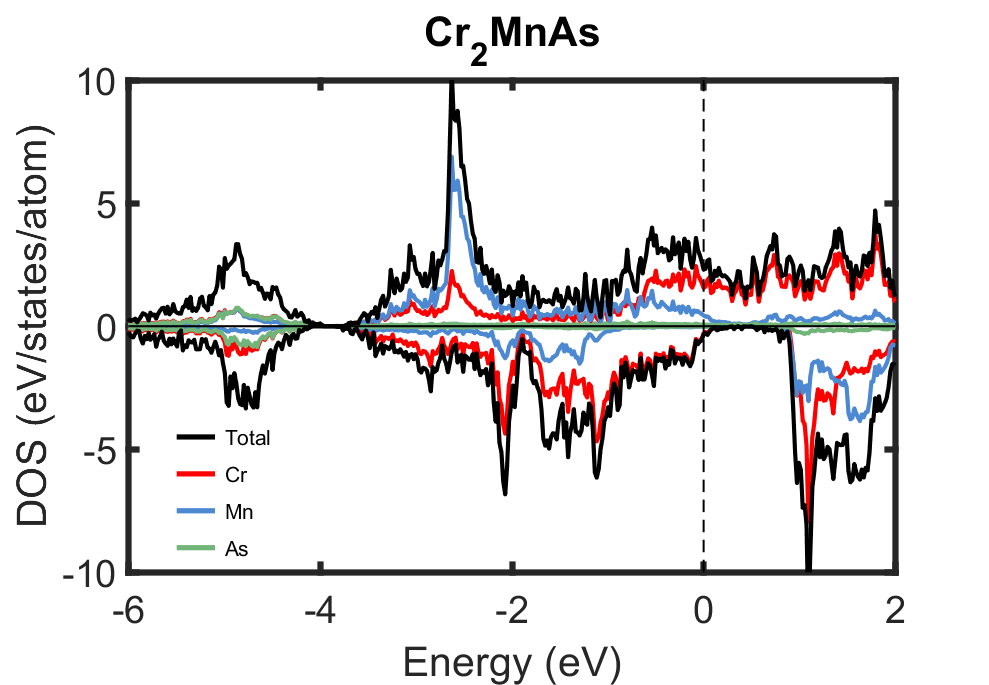 Cr₂MnAs
DOS (eV/states/atom)
10
5
0
-5
-10
Total
Cr
Mn
As
-6 -4 -2 0 2
Energy (eV)